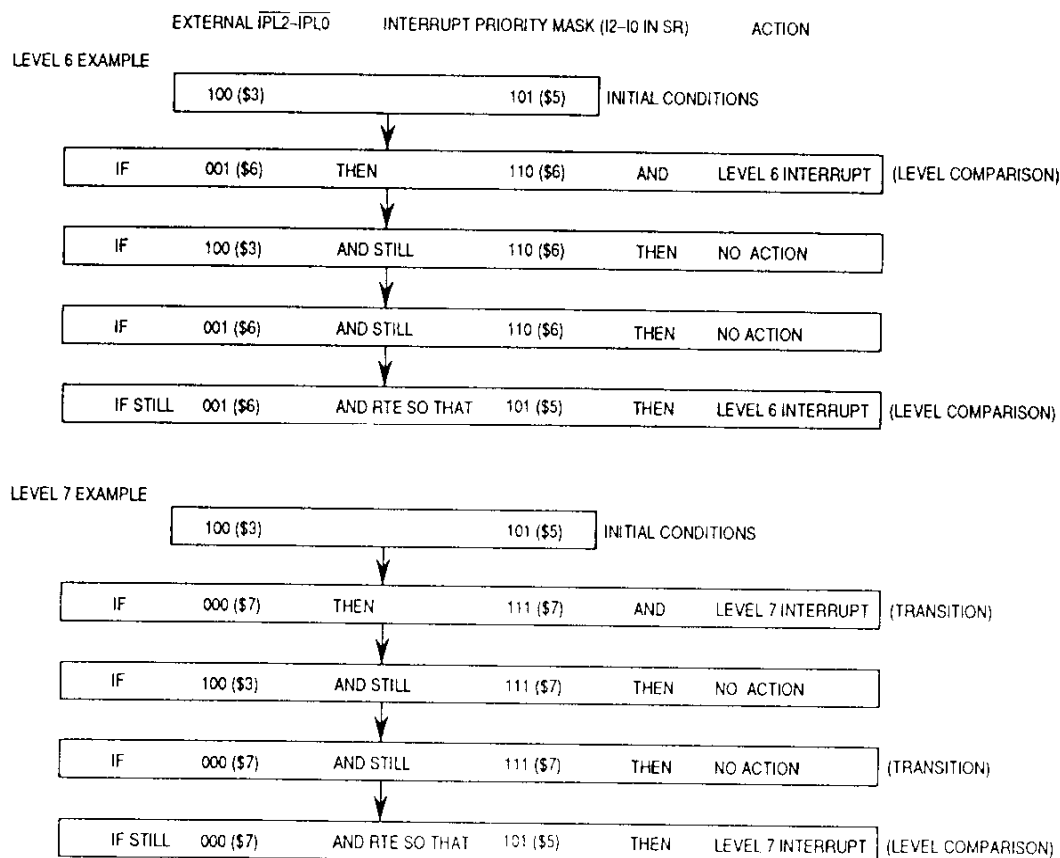 EXTERNAL IPL2–IPL0 INTERRUPT PRIORITY MASK (I2–I0 IN SR) ACTION
LEVEL 6 EXAMPLE
100 ($3) 101 ($5) INITIAL CONDITIONS
IF 001 ($6) THEN 110 ($6) AND LEVEL 6 INTERRUPT (LEVEL COMPARISON)
IF 100 ($3) AND STILL 110 ($6) THEN NO ACTION
IF 001 ($6) AND STILL 110 ($6) THEN NO ACTION
IF STILL 001 ($6) AND RTE SO THAT 101 ($5) THEN LEVEL 6 INTERRUPT (LEVEL COMPARISON)
LEVEL 7 EXAMPLE
100 ($3) 101 ($5) INITIAL CONDITIONS
IF 000 ($7) THEN 111 ($7) AND LEVEL 7 INTERRUPT (TRANSITION)
IF 100 ($3) AND STILL 111 ($7) THEN NO ACTION
IF 000 ($7) AND STILL 111 ($7) THEN NO ACTION (TRANSITION)
IF STILL 000 ($7) AND RTE SO THAT 101 ($5) THEN LEVEL 7 INTERRUPT (LEVEL COMPARISON)